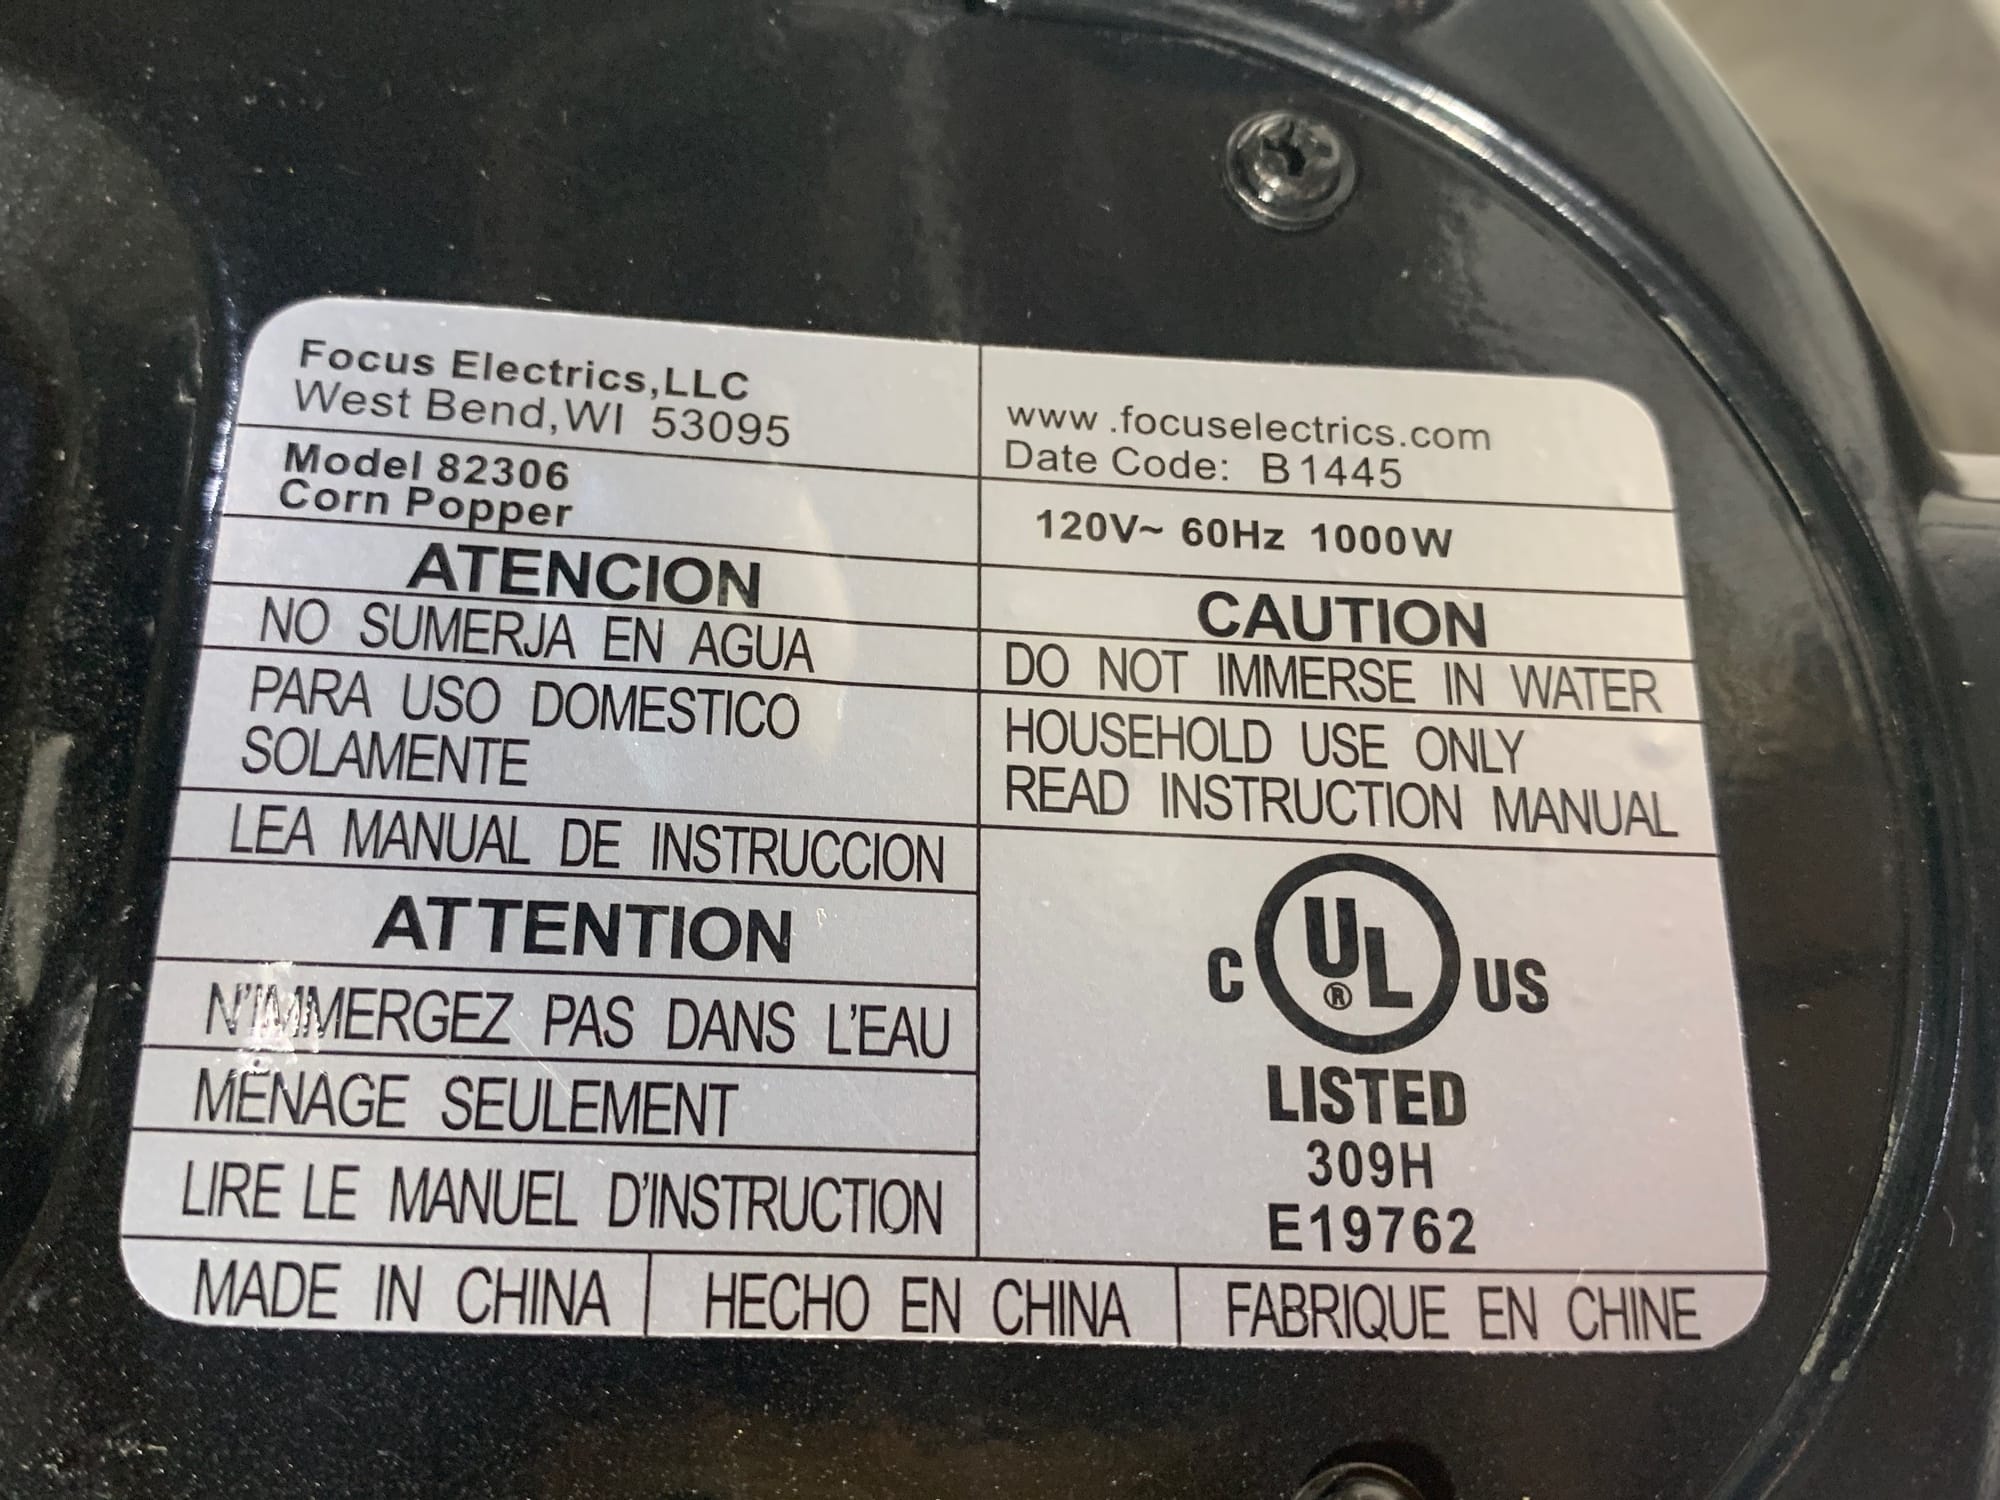 Focus Electrics,LLC
West Bend,WI 53095
www .focuselectrics.com
Date Code: B1445
Model 82306
Corn Popper
120V~ 60Hz 1000W
ATENCION
NO SUMERJA EN AGUA
PARA USO DOMESTICO
SOLAMENTE
LEA MANUAL DE INSTRUCCION
CAUTION
DO NOT IMMERSE IN WATER
HOUSEHOLD USE ONLY
READ INSTRUCTION MANUAL
ATTENTION
N'IMMERGEZ PAS DANS L'EAU
MÉNAGE SEULEMENT
LIRE LE MANUEL D'INSTRUCTION
C UL ® US
LISTED
309H
E19762
MADE IN CHINA
HECHO EN CHINA
FABRIQUE EN CHINE